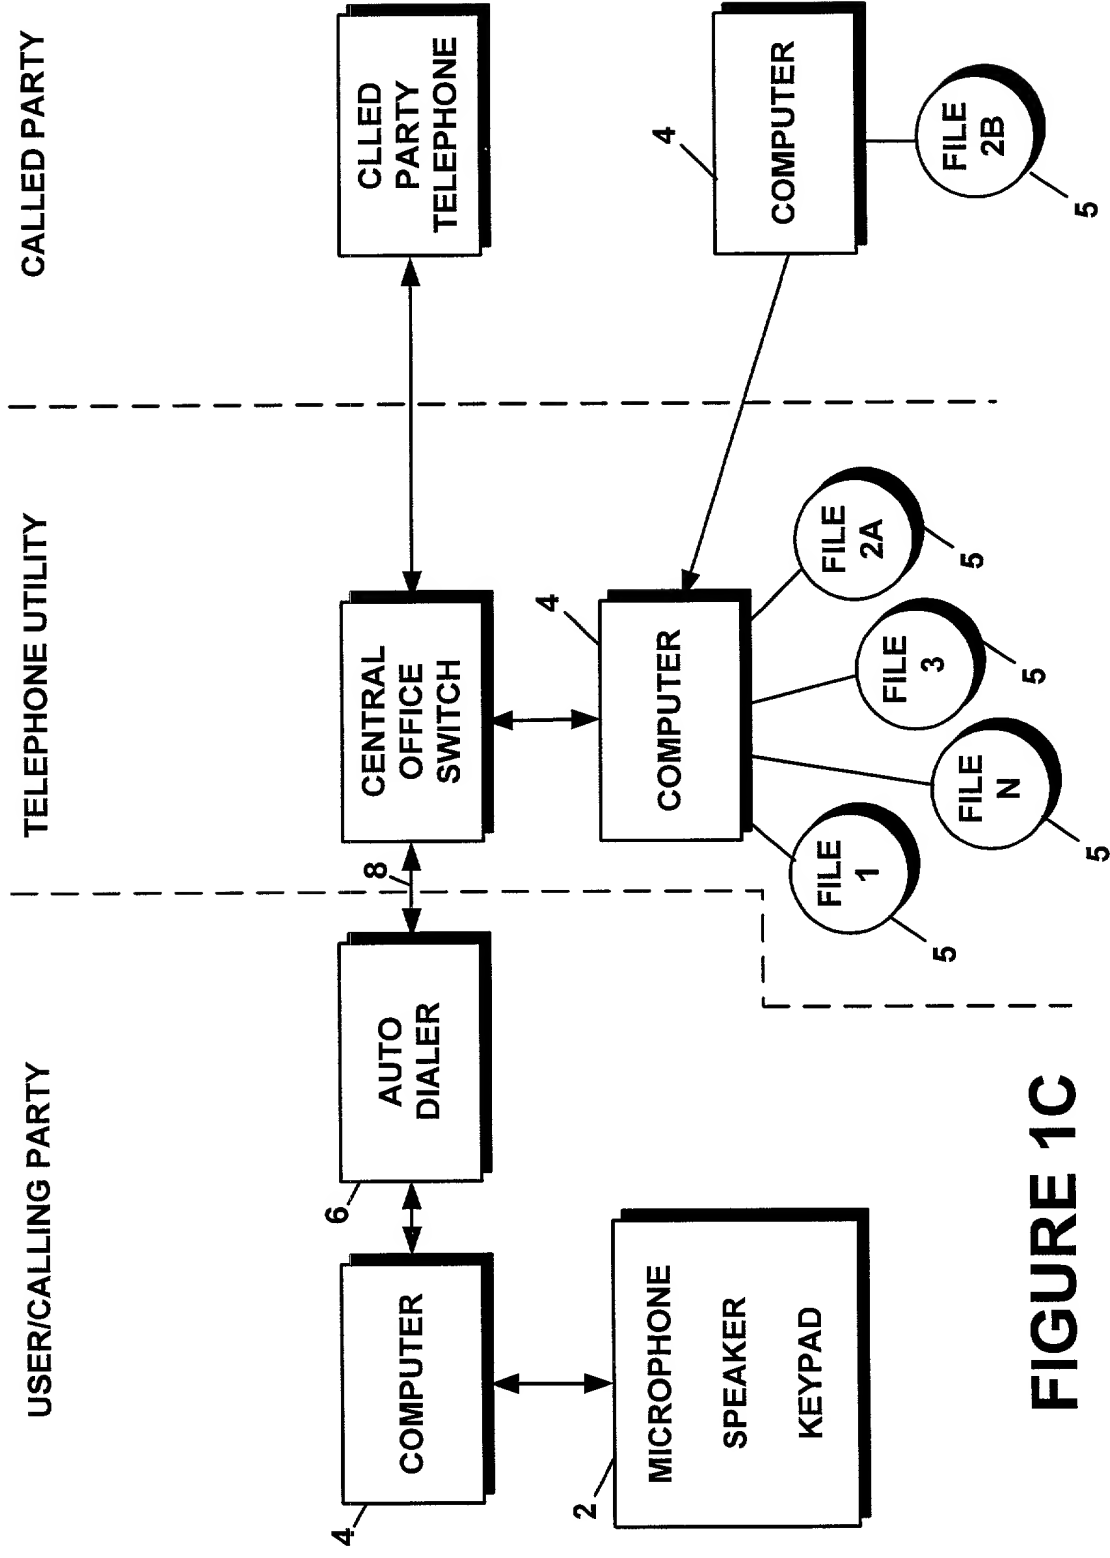 USER/CALLING PARTY
TELEPHONE UTILITY
CALLED PARTY
4
COMPUTER
6
AUTO
DIALER
8
CENTRAL
OFFICE
SWITCH
CLLED
PARTY
TELEPHONE
2
MICROPHONE
SPEAKER
KEYPAD
4
COMPUTER
4
COMPUTER
FILE
1
5
FILE
N
5
FILE
3
5
FILE
2A
5
FILE
2B
5
FIGURE 1C